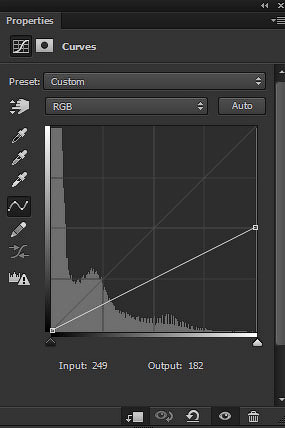 Properties
Curves
Preset: Custom
RGB Auto
Input: 249 Output: 182